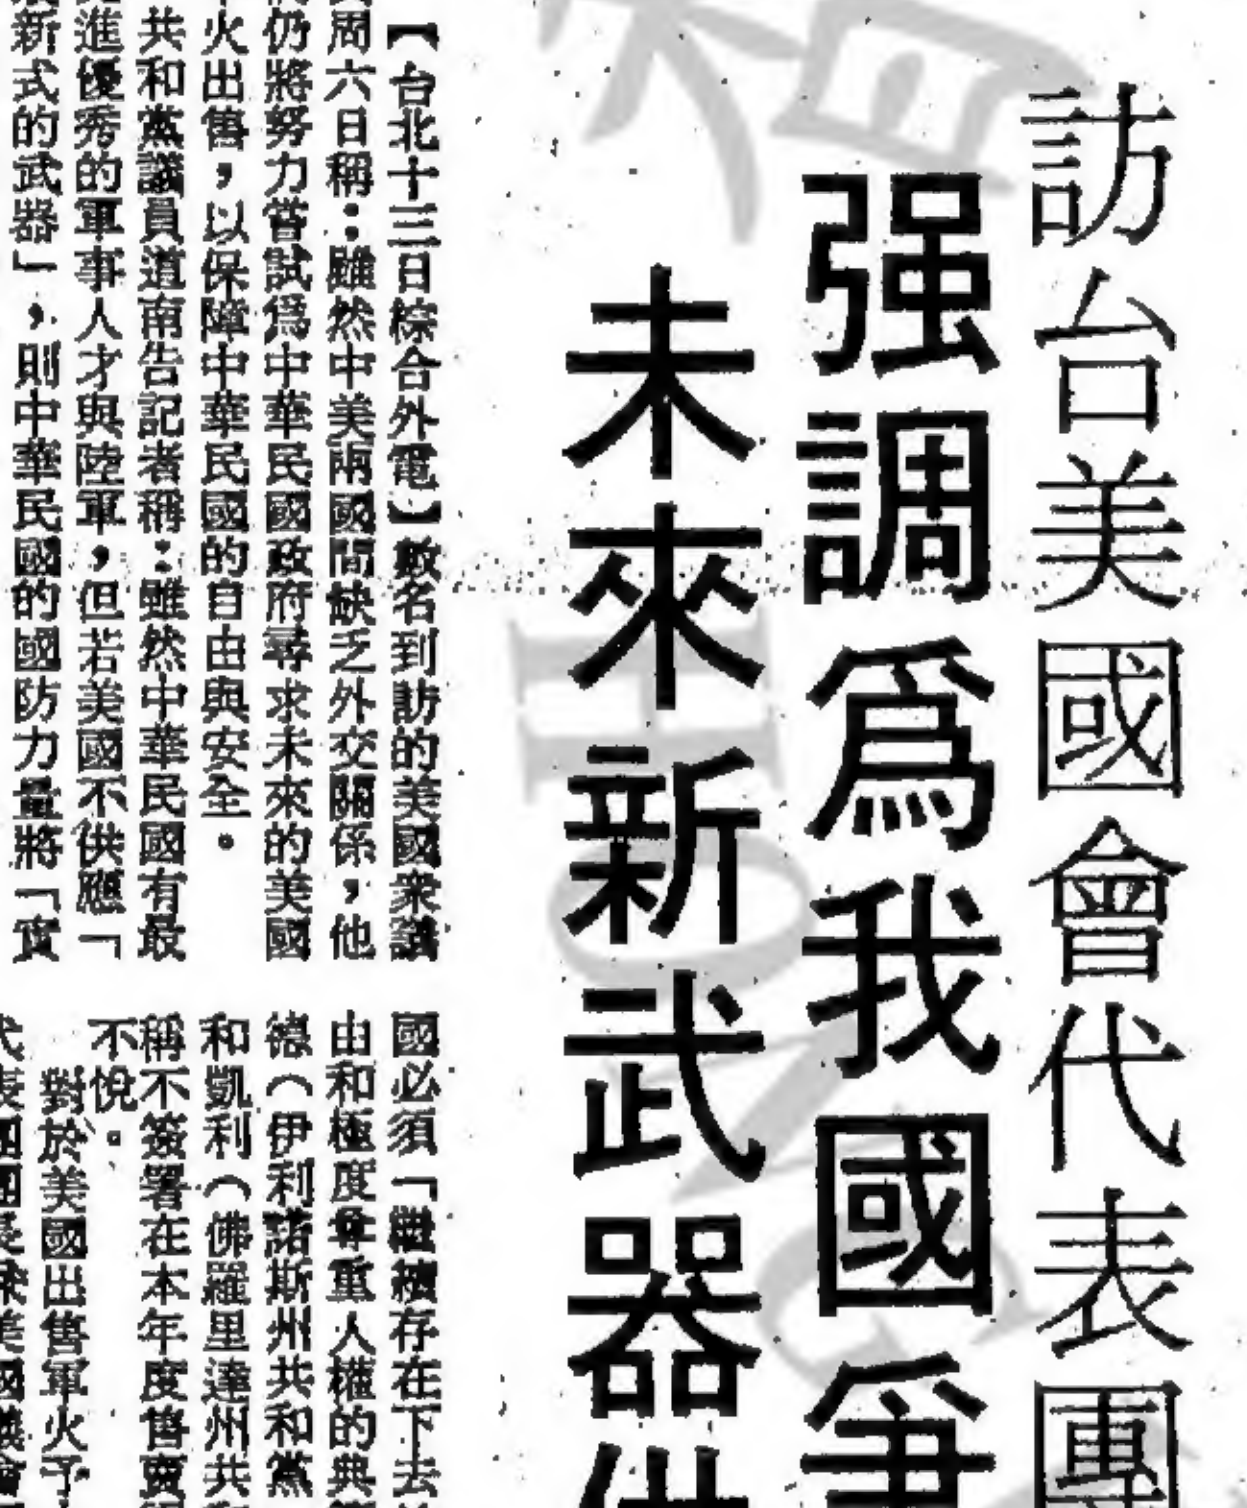 訪台美國會代表團
强調爲我國爭
未來新武器供
【台北十三日綜合外電】數名到訪的美國衆議
周六日稱：雖然中美兩國間缺乏外交關係，他
仍將努力嘗試爲中華民國政府尋求未來的美國
火出售，以保障中華民國的自由與安全。
共和黨議員道南告記者稱：雖然中華民國有最
進優秀的軍事人才與陸軍，但若美國不供應「
新式的武器」，則中華民國的國防力量將「實
國必須「繼續存在下去
由和極度尊重人權的典
德（伊利諾斯州共和黨
和凱利（佛羅里達州共
稱不簽署在本年度售賣
不悅。
對於美國出售軍火予